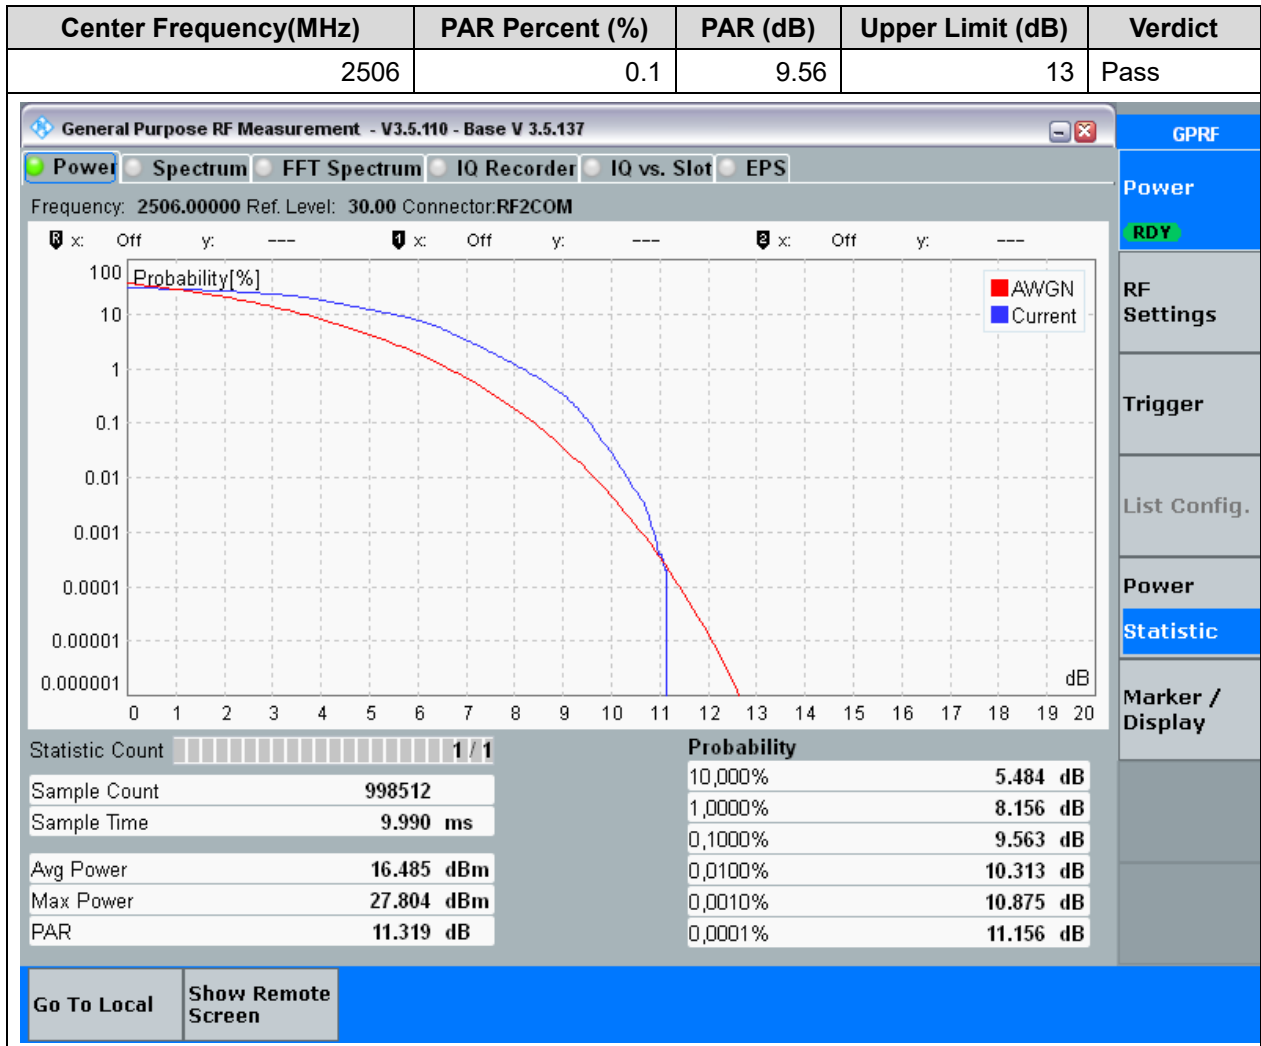 Center Frequency(MHz) PAR Percent (%) PAR (dB) Upper Limit (dB) Verdict
2506 0.1 9.56 13 Pass
General Purpose RF Measurement - V3.5.110 - Base V 3.5.137
GPRF
Power Spectrum FFT Spectrum IQ Recorder IQ vs. Slot EPS
Power
RDY
Frequency: 2506.00000 Ref. Level: 30.00 Connector:RF2COM
R x: Off y: --- 1 x: Off y: --- 2 x: Off y: ---
Probability[%]
AWGN
Current
100
10
1
0.1
0.01
0.001
0.0001
0.00001
0.000001
dB
0 1 2 3 4 5 6 7 8 9 10 11 12 13 14 15 16 17 18 19 20
RF
Settings
Trigger
List Config.
Power
Statistic
Marker /
Display
Statistic Count 1 / 1
Sample Count 998512
Sample Time 9.990 ms
Avg Power 16.485 dBm
Max Power 27.804 dBm
PAR 11.319 dB
Probability
10,000% 5.484 dB
1,0000% 8.156 dB
0,1000% 9.563 dB
0,0100% 10.313 dB
0,0010% 10.875 dB
0,0001% 11.156 dB
Go To Local
Show Remote
Screen